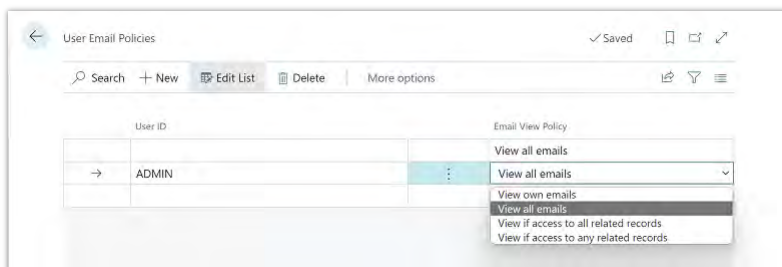 User Email Policies
Saved
Search
New
Edit List
Delete
More options
User ID
Email View Policy
View all emails
ADMIN
View all emails
View own emails
View all emails
View if access to all related records
View if access to any related records